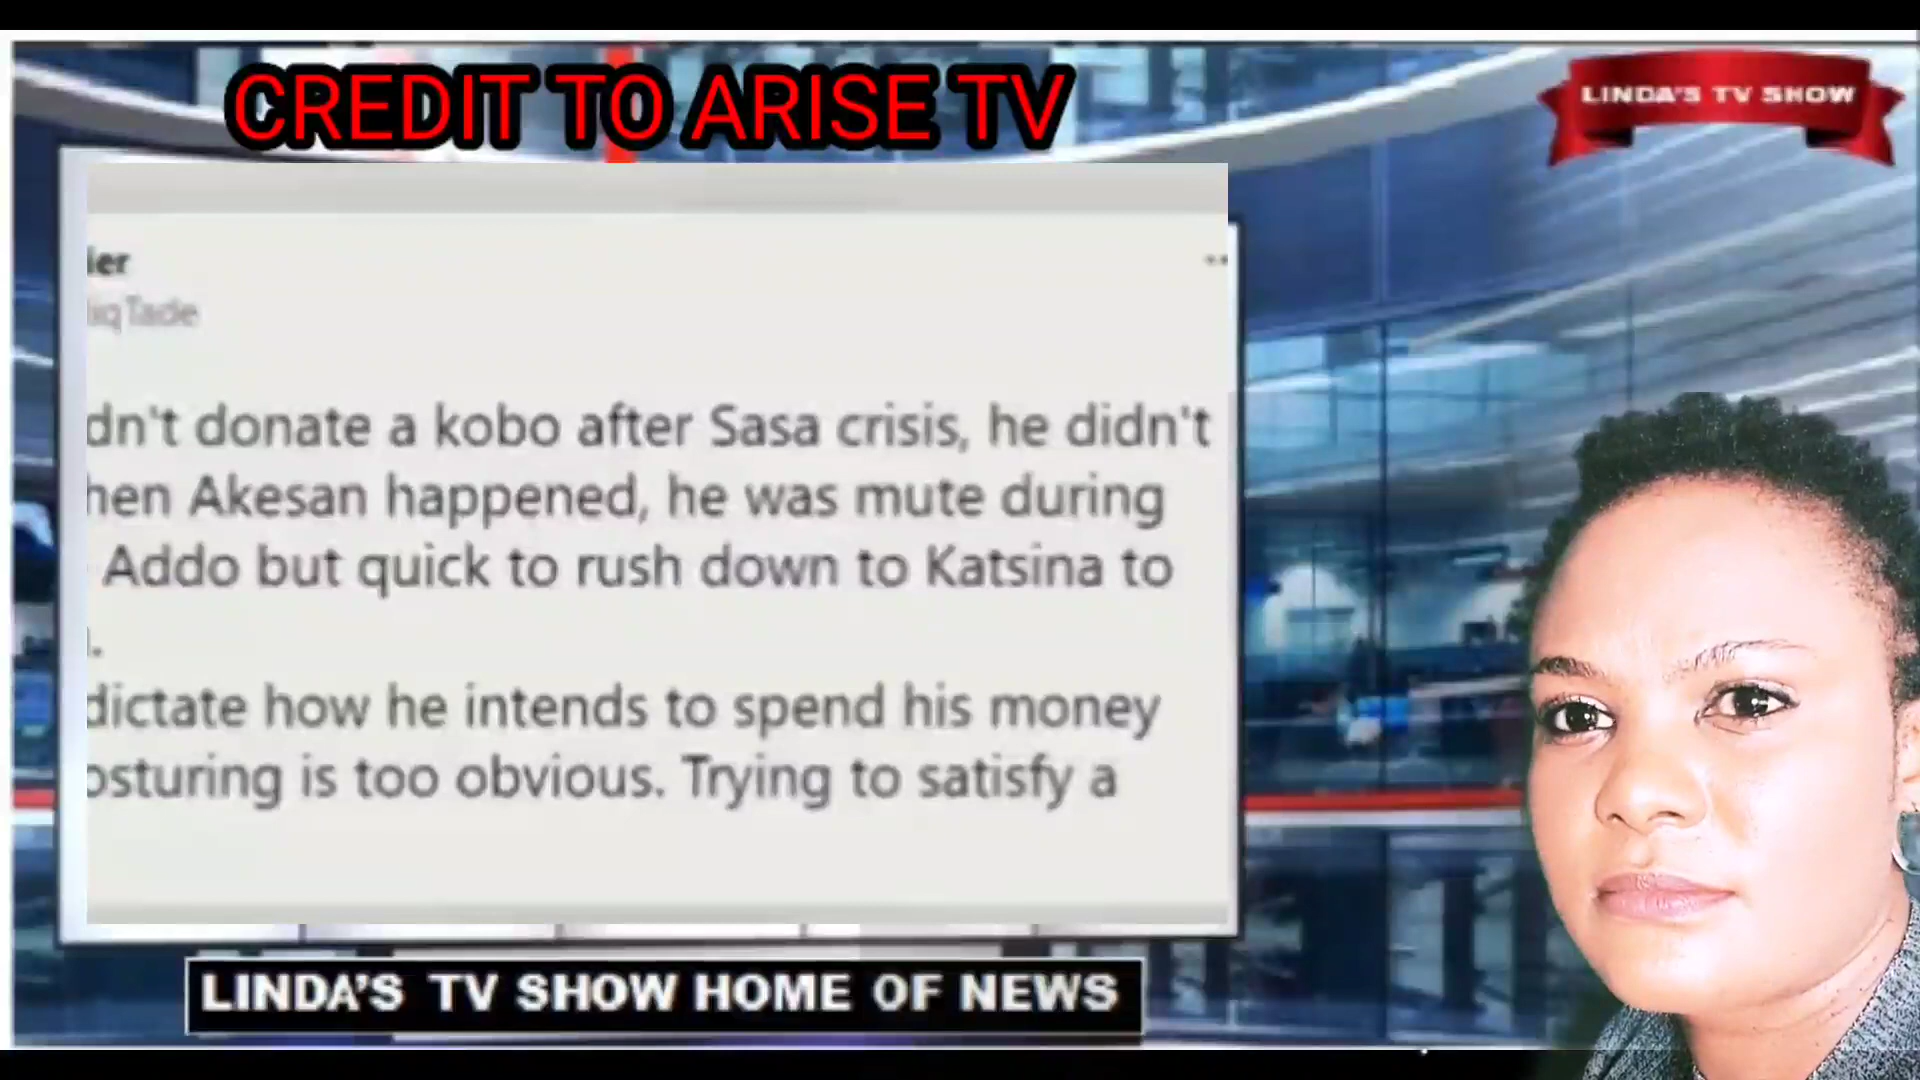 CREDIT TO ARISE TV
LINDA'S TV SHOW
ier
iqTade
dn't donate a kobo after Sasa crisis, he didn't
hen Akesan happened, he was mute during
Addo but quick to rush down to Katsina to
dictate how he intends to spend his money
osturing is too obvious. Trying to satisfy a
LINDA'S TV SHOW HOME OF NEWS